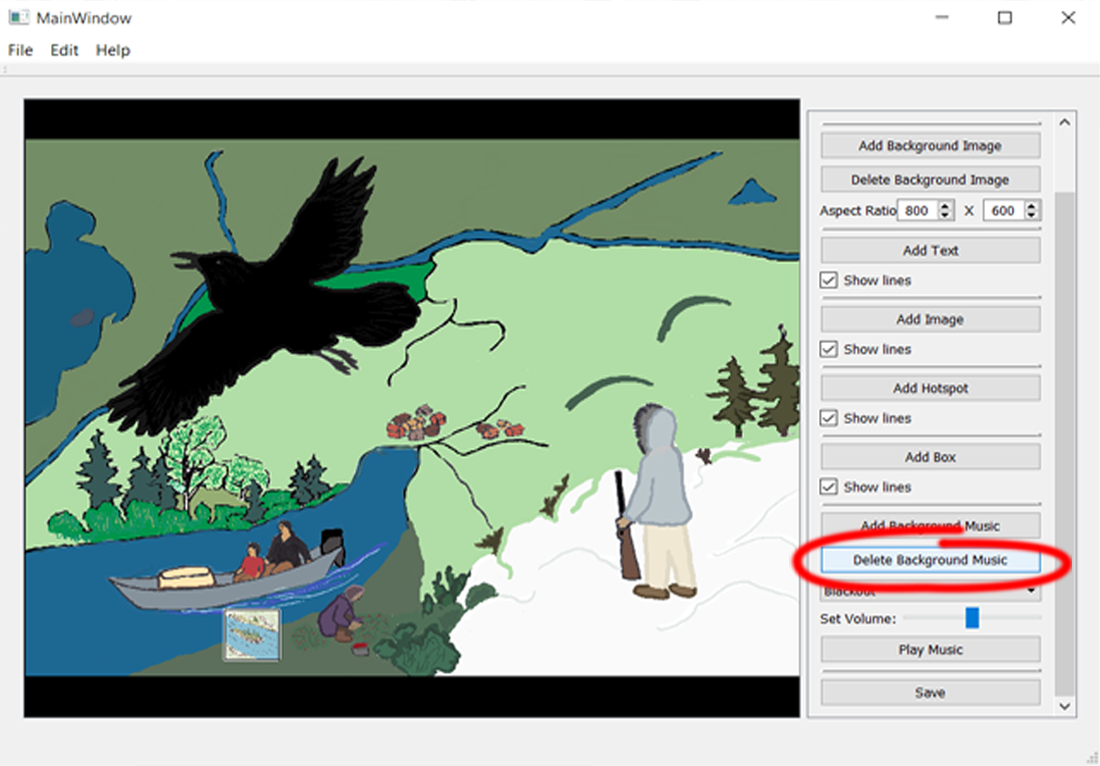 MainWindow
File Edit Help
Add Background Image
Delete Background Image
Aspect Ratio 800 X 600
Add Text
Show lines
Add Image
Show lines
Add Hotspot
Show lines
Add Box
Show lines
Add Background Music
Delete Background Music
Blackout
Set Volume:
Play Music
Save